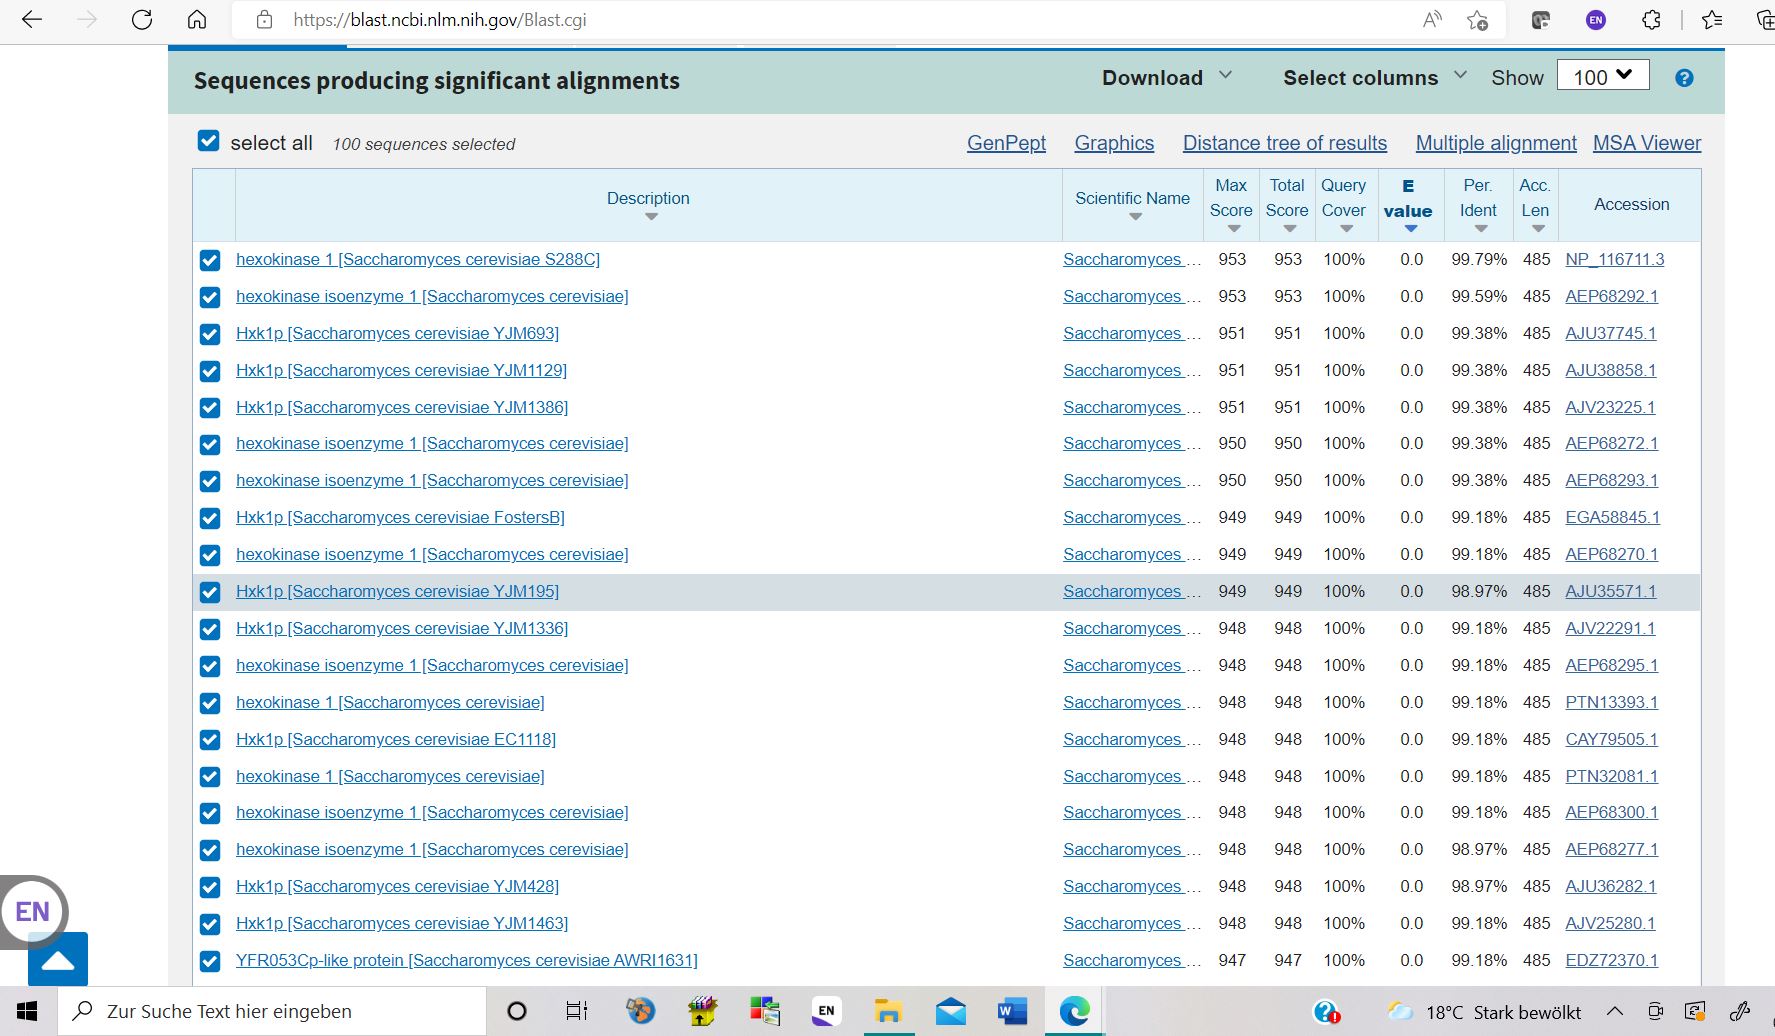 https://blast.ncbi.nlm.nih.gov/Blast.cgi
EN
Sequences producing significant alignments
Download Select columns Show 100 ?
select all 100 sequences selected
GenPept Graphics Distance tree of results Multiple alignment MSA Viewer
Description Scientific Name Max Score Total Score Query Cover E value Per. Ident Acc. Len Accession
hexokinase 1 [Saccharomyces cerevisiae S288C] Saccharomyces ... 953 953 100% 0.0 99.79% 485 NP_116711.3
hexokinase isoenzyme 1 [Saccharomyces cerevisiae] Saccharomyces ... 953 953 100% 0.0 99.59% 485 AEP68292.1
Hxk1p [Saccharomyces cerevisiae YJM693] Saccharomyces ... 951 951 100% 0.0 99.38% 485 AJU37745.1
Hxk1p [Saccharomyces cerevisiae YJM1129] Saccharomyces ... 951 951 100% 0.0 99.38% 485 AJU38858.1
Hxk1p [Saccharomyces cerevisiae YJM1386] Saccharomyces ... 951 951 100% 0.0 99.38% 485 AJV23225.1
hexokinase isoenzyme 1 [Saccharomyces cerevisiae] Saccharomyces ... 950 950 100% 0.0 99.38% 485 AEP68272.1
hexokinase isoenzyme 1 [Saccharomyces cerevisiae] Saccharomyces ... 950 950 100% 0.0 99.38% 485 AEP68293.1
Hxk1p [Saccharomyces cerevisiae FostersB] Saccharomyces ... 949 949 100% 0.0 99.18% 485 EGA58845.1
hexokinase isoenzyme 1 [Saccharomyces cerevisiae] Saccharomyces ... 949 949 100% 0.0 99.18% 485 AEP68270.1
Hxk1p [Saccharomyces cerevisiae YJM195] Saccharomyces ... 949 949 100% 0.0 98.97% 485 AJU35571.1
Hxk1p [Saccharomyces cerevisiae YJM1336] Saccharomyces ... 948 948 100% 0.0 99.18% 485 AJV22291.1
hexokinase isoenzyme 1 [Saccharomyces cerevisiae] Saccharomyces ... 948 948 100% 0.0 99.18% 485 AEP68295.1
hexokinase 1 [Saccharomyces cerevisiae] Saccharomyces ... 948 948 100% 0.0 99.18% 485 PTN13393.1
Hxk1p [Saccharomyces cerevisiae EC1118] Saccharomyces ... 948 948 100% 0.0 99.18% 485 CAY79505.1
hexokinase 1 [Saccharomyces cerevisiae] Saccharomyces ... 948 948 100% 0.0 99.18% 485 PTN32081.1
hexokinase isoenzyme 1 [Saccharomyces cerevisiae] Saccharomyces ... 948 948 100% 0.0 99.18% 485 AEP68300.1
hexokinase isoenzyme 1 [Saccharomyces cerevisiae] Saccharomyces ... 948 948 100% 0.0 98.97% 485 AEP68277.1
Hxk1p [Saccharomyces cerevisiae YJM428] Saccharomyces ... 948 948 100% 0.0 98.97% 485 AJU36282.1
Hxk1p [Saccharomyces cerevisiae YJM1463] Saccharomyces ... 948 948 100% 0.0 99.18% 485 AJV25280.1
YFR053Cp-like protein [Saccharomyces cerevisiae AWRI1631] Saccharomyces ... 947 947 100% 0.0 99.18% 485 EDZ72370.1
EN
Zur Suche Text hier eingeben EN W ? 18°C Stark bewölkt